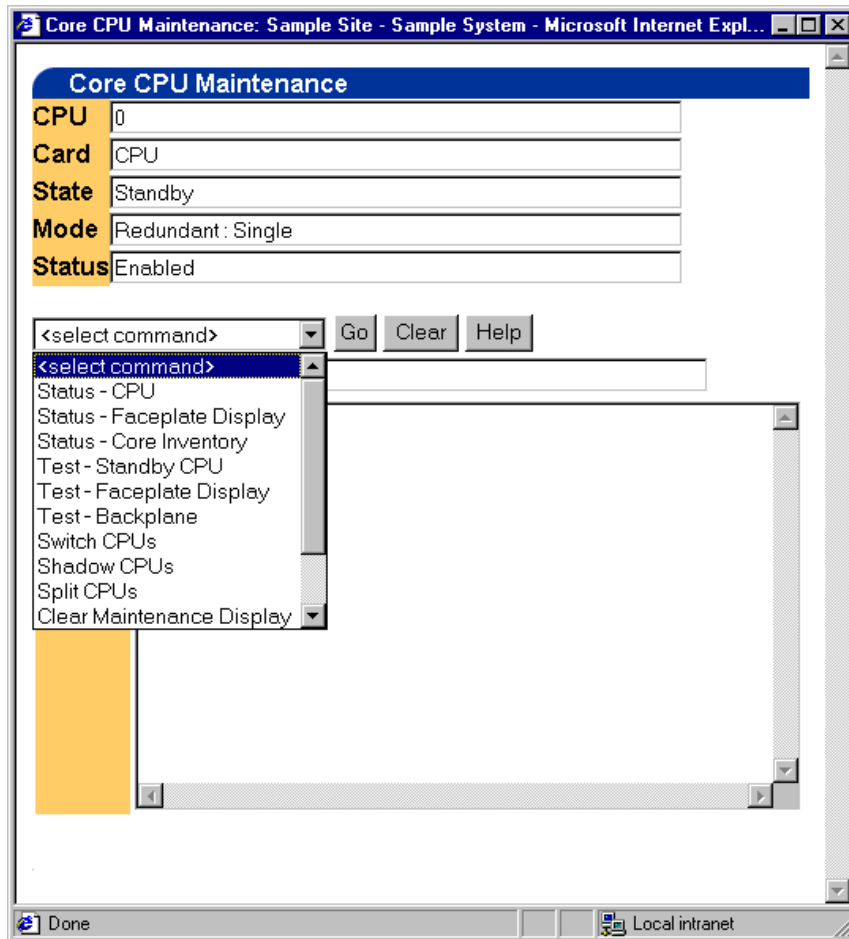 Core CPU Maintenance: Sample Site - Sample System - Microsoft Internet Expl...
Core CPU Maintenance
CPU 0
Card CPU
State Standby
Mode Redundant : Single
Status Enabled
<select command> Go Clear Help
<select command>
Status - CPU
Status - Faceplate Display
Status - Core Inventory
Test - Standby CPU
Test - Faceplate Display
Test - Backplane
Switch CPUs
Shadow CPUs
Split CPUs
Clear Maintenance Display
Done Local intranet